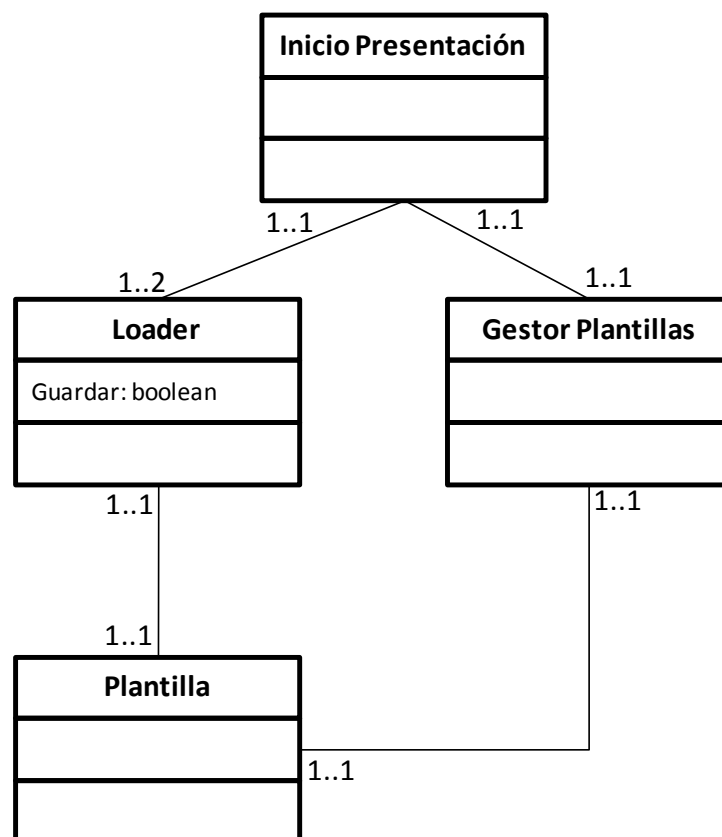 Inicio Presentación
1..1
1..1
1..2
1..1
Loader
Gestor Plantillas
Guardar: boolean
1..1
1..1
1..1
Plantilla
1..1